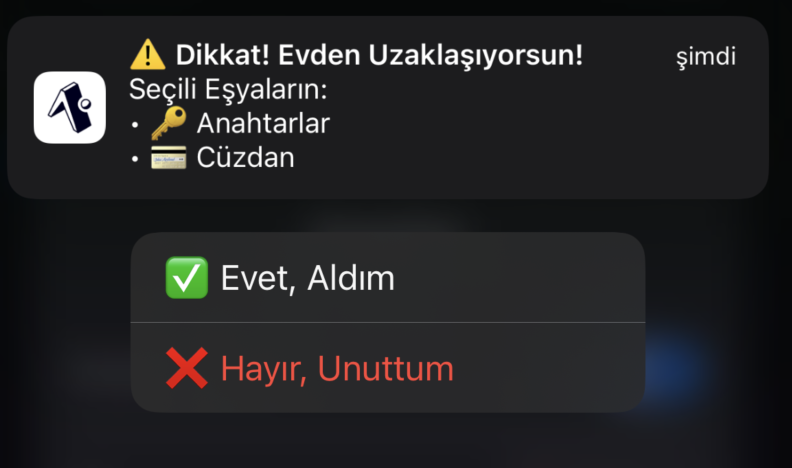 ⚠️ Dikkat! Evden Uzaklaşıyorsun!
şimdi
Seçili Eşyaların:
• 🔑 Anahtarlar
• 💳 Cüzdan
✅ Evet, Aldım
❌ Hayır, Unuttum